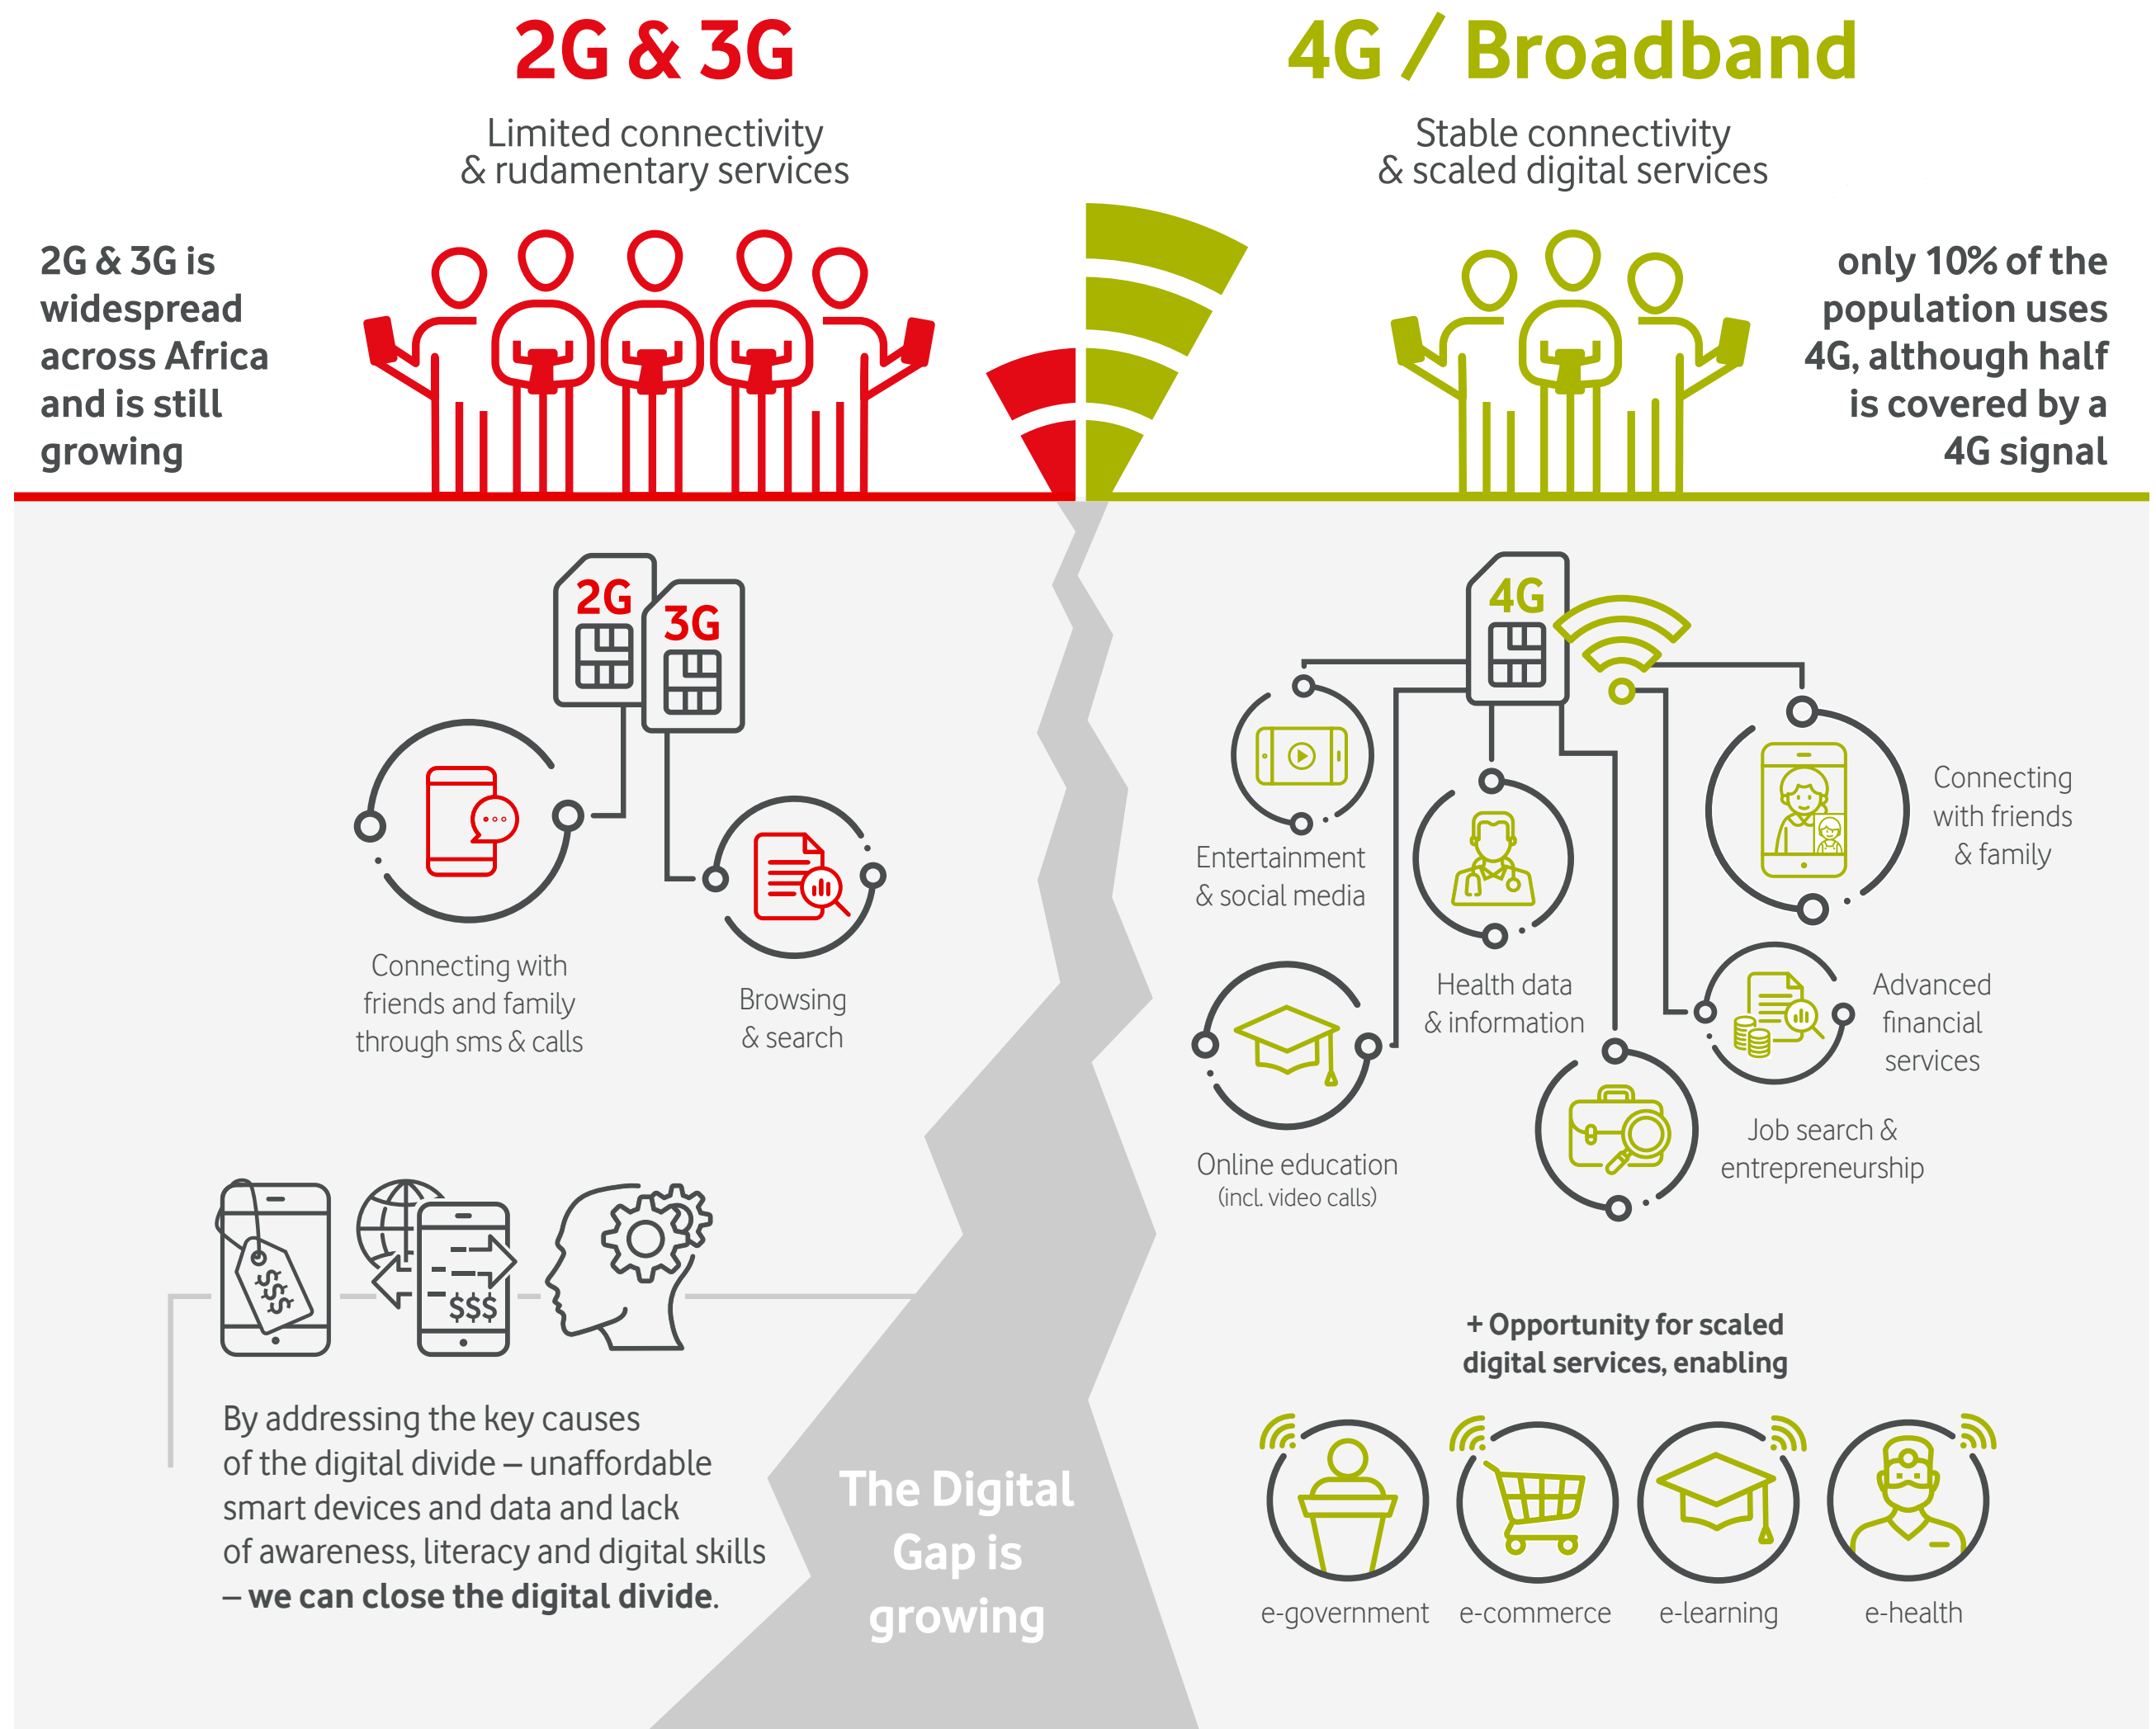 2G & 3G
Limited connectivity
& rudamentary services
2G & 3G is
widespread
across Africa
and is still
growing
4G / Broadband
Stable connectivity
& scaled digital services
only 10% of the
population uses
4G, although half
is covered by a
4G signal
2G
3G
Connecting with
friends and family
through sms & calls
Browsing
& search
4G
Entertainment
& social media
Health data
& information
Connecting
with friends
& family
Online education
(incl. video calls)
Advanced
financial
services
Job search &
entrepreneurship
$$$
$$$
By addressing the key causes
of the digital divide – unaffordable
smart devices and data and lack
of awareness, literacy and digital skills
– we can close the digital divide.
The Digital
Gap is
growing
+ Opportunity for scaled
digital services, enabling
e-government
e-commerce
e-learning
e-health